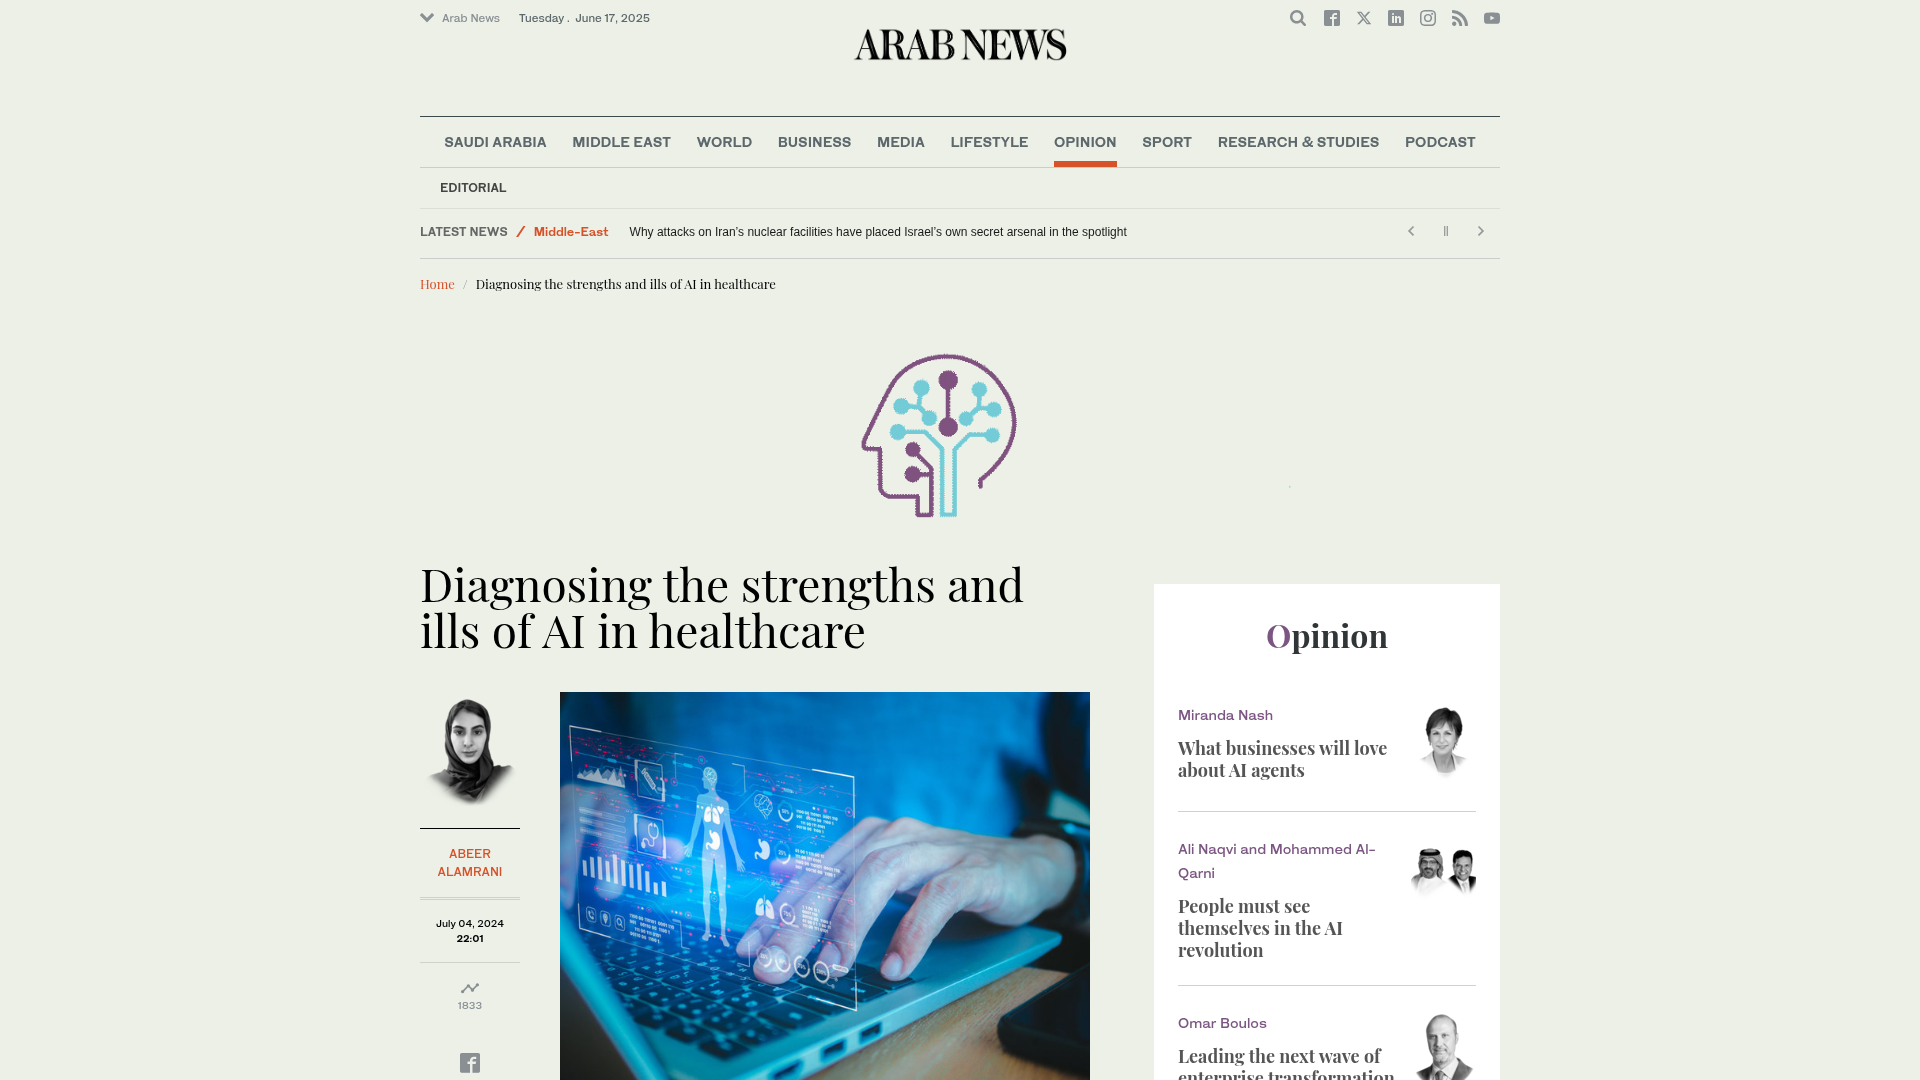 Arab News
Tuesday . June 17, 2025
ARAB NEWS
SAUDI ARABIA
MIDDLE EAST
WORLD
BUSINESS
MEDIA
LIFESTYLE
OPINION
SPORT
RESEARCH & STUDIES
PODCAST
EDITORIAL
LATEST NEWS / Middle-East Why attacks on Iran's nuclear facilities have placed Israel's own secret arsenal in the spotlight
Home / Diagnosing the strengths and ills of AI in healthcare
Diagnosing the strengths and
ills of AI in healthcare
ABEER
ALAMRANI
July 04, 2024
22:01
1833
Opinion
Miranda Nash
What businesses will love
about AI agents
Ali Naqvi and Mohammed Al-
Qarni
People must see
themselves in the AI
revolution
Omar Boulos
Leading the next wave of
enterprise transformation